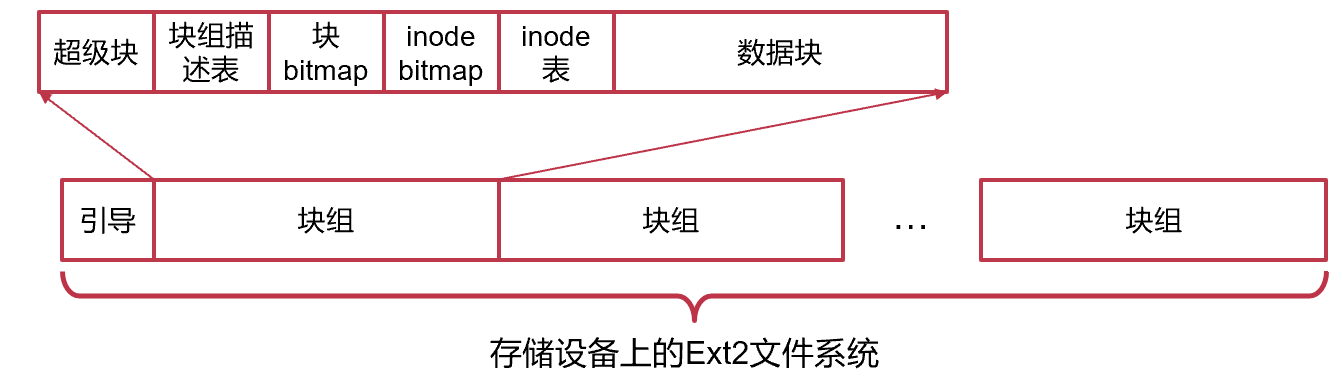 超级块
块组描
述表
块
bitmap
inode
bitmap
inode
表
数据块
引导
块组
块组
…
块组
存储设备上的Ext2文件系统